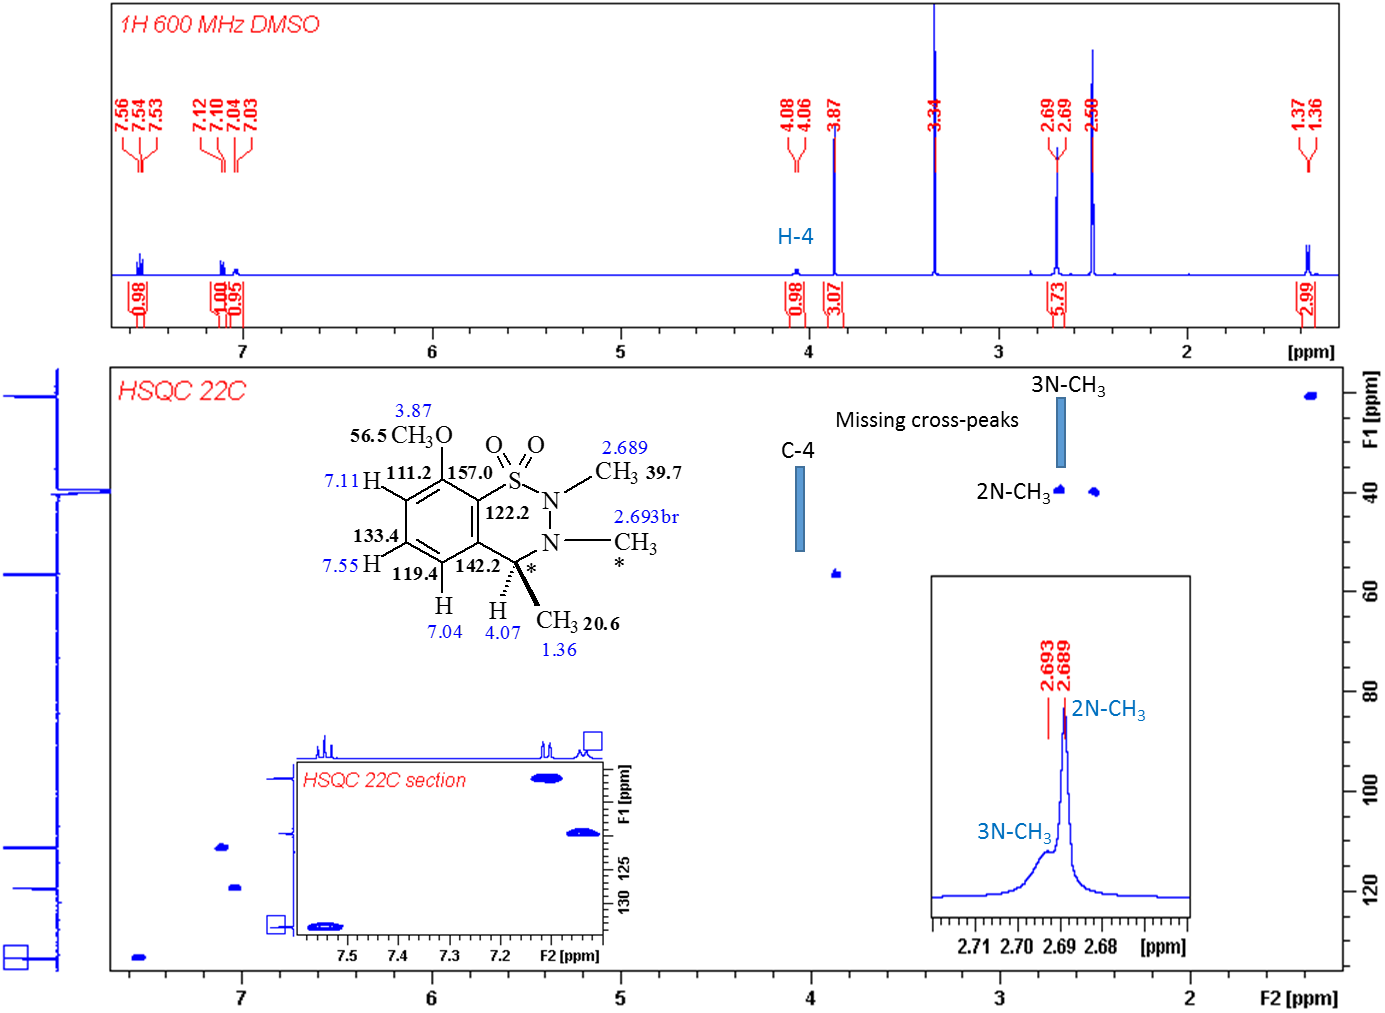 1H 600 MHz DMSO
7.56 7.54 7.53 7.12 7.10 7.04 7.03 4.08 4.06 3.87 3.34 2.69 2.69 2.50 1.37 1.36
H-4
0.98 1.00 0.95 0.98 3.07 5.73 2.99
7 6 5 4 3 2 [ppm]
HSQC 22C
3N-CH3
Missing cross-peaks
C-4
2N-CH3
3.87
56.5 CH3O
O O
2.689
7.11 H 111.2 157.0 S CH3 39.7
122.2 N
2.693br
133.4 N CH3
7.55 H 119.4 142.2 * *
H H CH3 20.6
7.04 4.07
1.36
2.693 2.689
2N-CH3
3N-CH3
2.71 2.70 2.69 2.68 [ppm]
HSQC 22C section
F1 [ppm]
125
130
7.5 7.4 7.3 7.2 F2 [ppm]
F1 [ppm]
40
60
80
100
120
7 6 5 4 3 2 F2 [ppm]